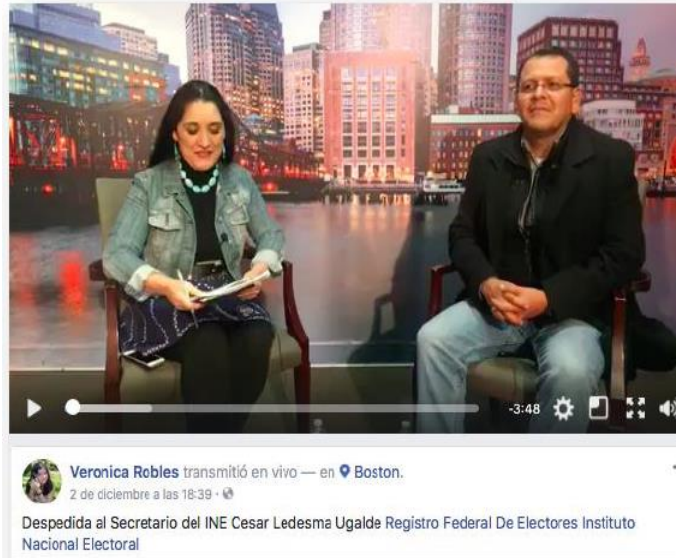 -3:48
Veronica Robles transmitió en vivo — en Boston.
2 de diciembre a las 18:39 ·
Despedida al Secretario del INE Cesar Ledesma Ugalde Registro Federal De Electores Instituto
Nacional Electoral